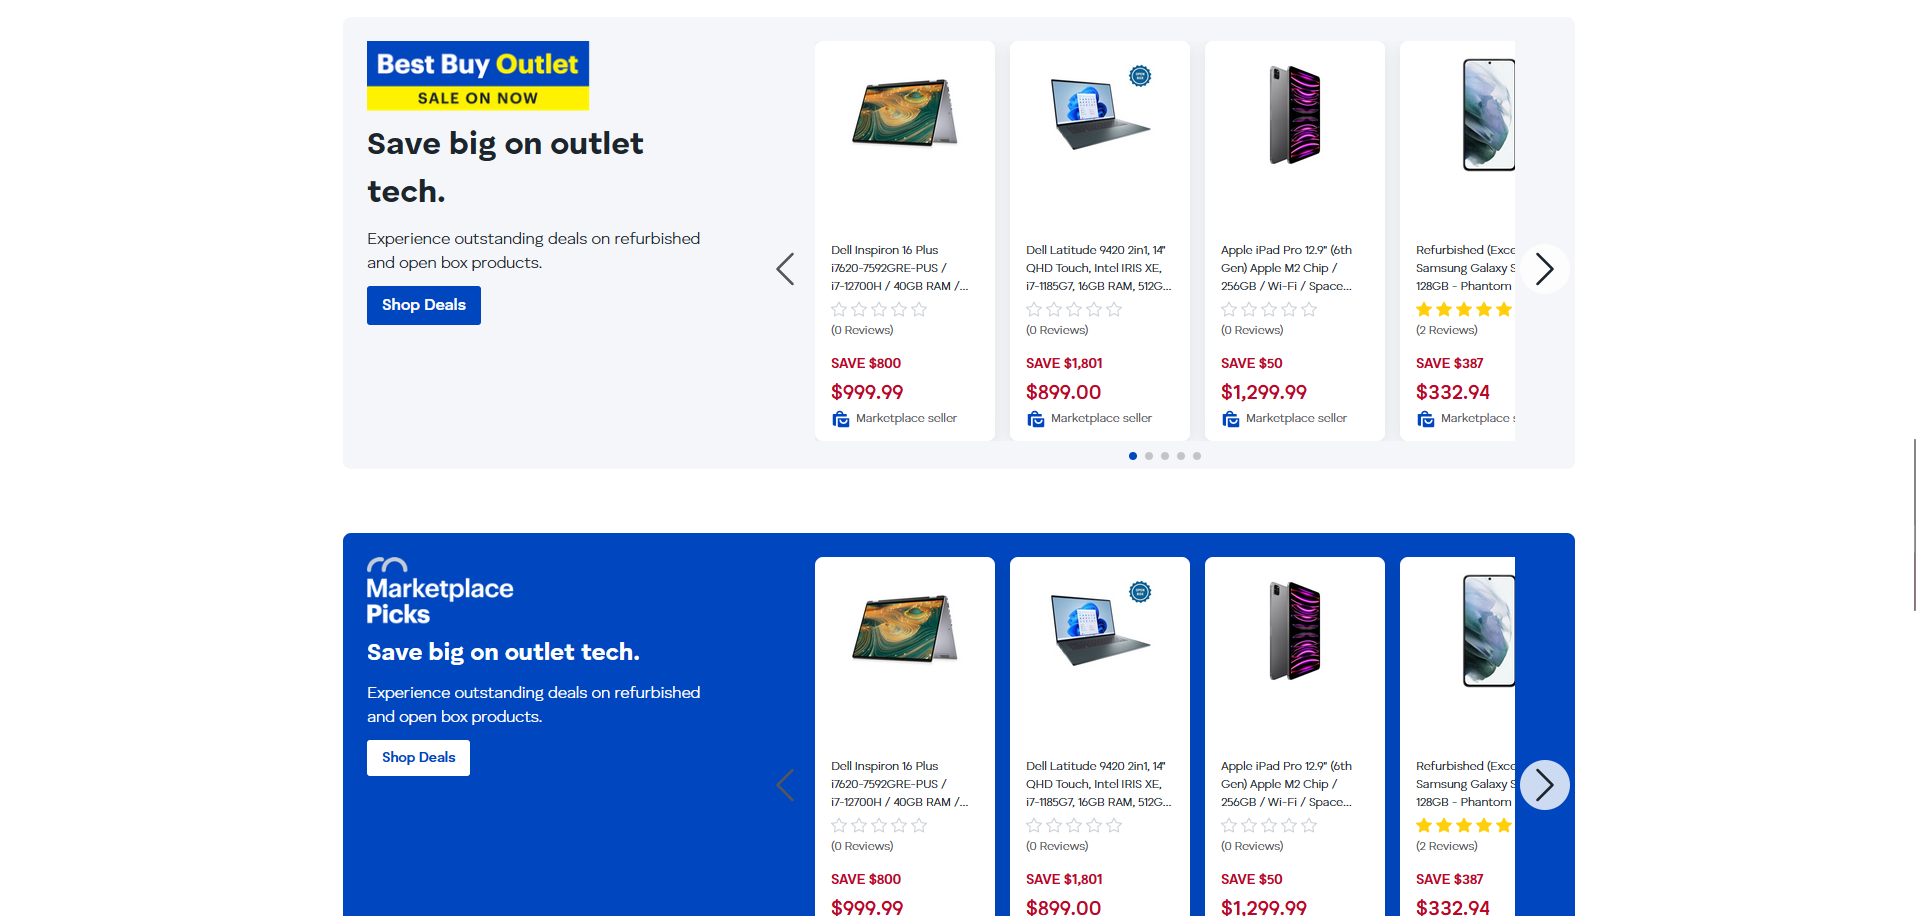 Best Buy Outlet
SALE ON NOW
Save big on outlet
tech.
Experience outstanding deals on refurbished
and open box products.
Shop Deals
Dell Inspiron 16 Plus
i7620-7592GRE-PUS /
i7-12700H / 40GB RAM /...
(0 Reviews)
SAVE $800
$999.99
Marketplace seller
OPEN BOX
Dell Latitude 9420 2in1, 14"
QHD Touch, Intel IRIS XE,
i7-1185G7, 16GB RAM, 512G...
(0 Reviews)
SAVE $1,801
$899.00
Marketplace seller
Apple iPad Pro 12.9" (6th
Gen) Apple M2 Chip /
256GB / Wi-Fi / Space...
(0 Reviews)
SAVE $50
$1,299.99
Marketplace seller
Refurbished (Exc
Samsung Galaxy S
128GB - Phantom
(2 Reviews)
SAVE $387
$332.94
Marketplace s
Marketplace
Picks
Save big on outlet tech.
Experience outstanding deals on refurbished
and open box products.
Shop Deals
Dell Inspiron 16 Plus
i7620-7592GRE-PUS /
i7-12700H / 40GB RAM /...
(0 Reviews)
SAVE $800
$999.99
OPEN BOX
Dell Latitude 9420 2in1, 14"
QHD Touch, Intel IRIS XE,
i7-1185G7, 16GB RAM, 512G...
(0 Reviews)
SAVE $1,801
$899.00
Apple iPad Pro 12.9" (6th
Gen) Apple M2 Chip /
256GB / Wi-Fi / Space...
(0 Reviews)
SAVE $50
$1,299.99
Refurbished (Exc
Samsung Galaxy S
128GB - Phantom
(2 Reviews)
SAVE $387
$332.94